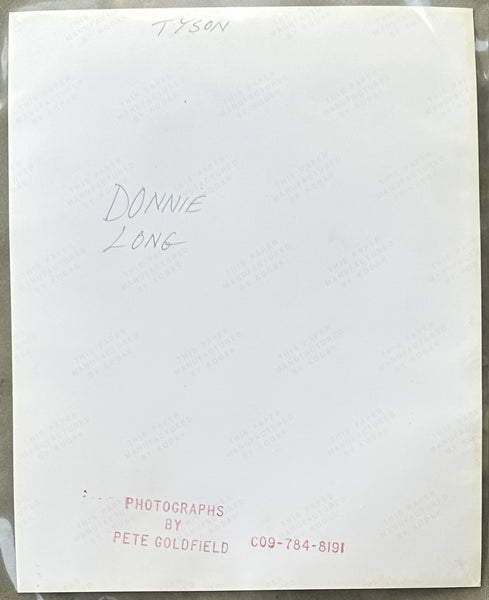 TYSON
THIS PAPER
MANUFACTURED
BY KODAK
DONNIE
LONG
PHOTOGRAPHS
BY
PETE GOLDFIELD C09-784-8191